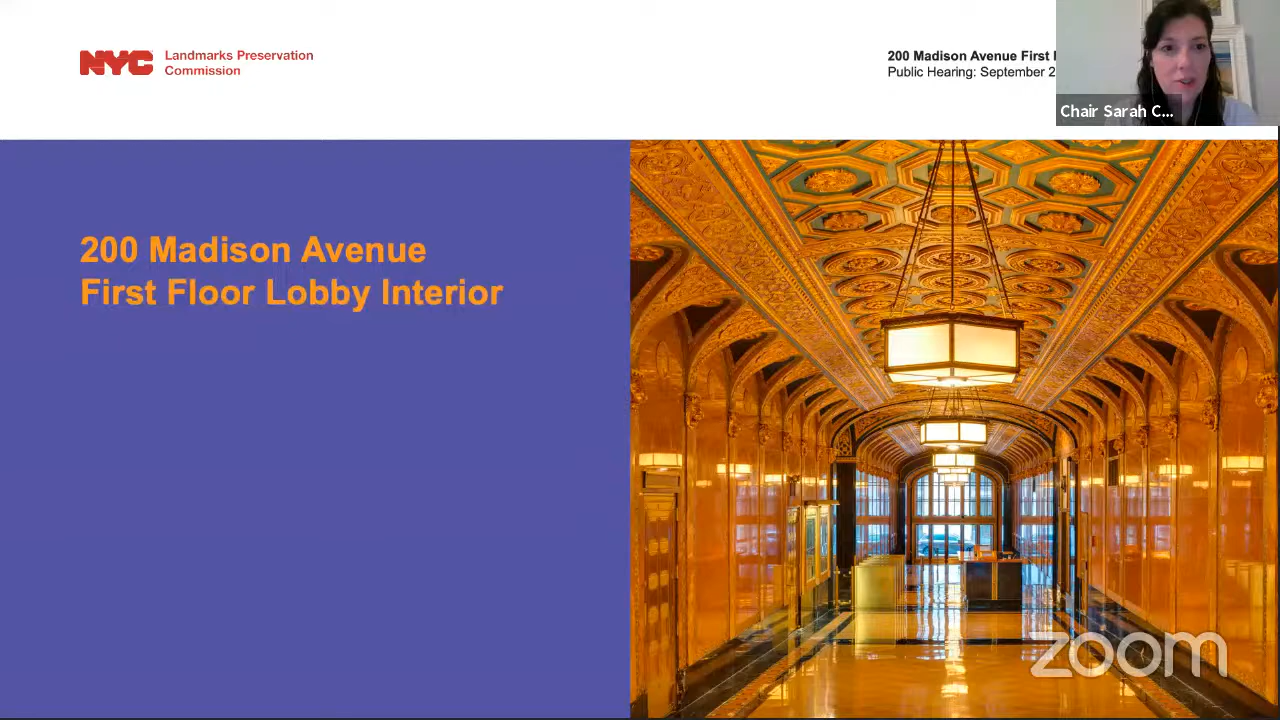 NYC
Landmarks Preservation
Commission
200 Madison Avenue First
Public Hearing: September 2
Chair Sarah C...
200 Madison Avenue
First Floor Lobby Interior
zoom